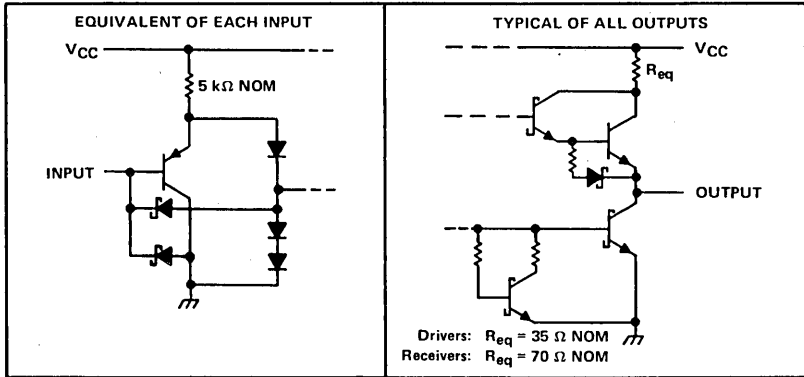 EQUIVALENT OF EACH INPUT
VCC
5 kΩ NOM
INPUT
TYPICAL OF ALL OUTPUTS
VCC
Req
OUTPUT
Drivers: Req = 35 Ω NOM
Receivers: Req = 70 Ω NOM